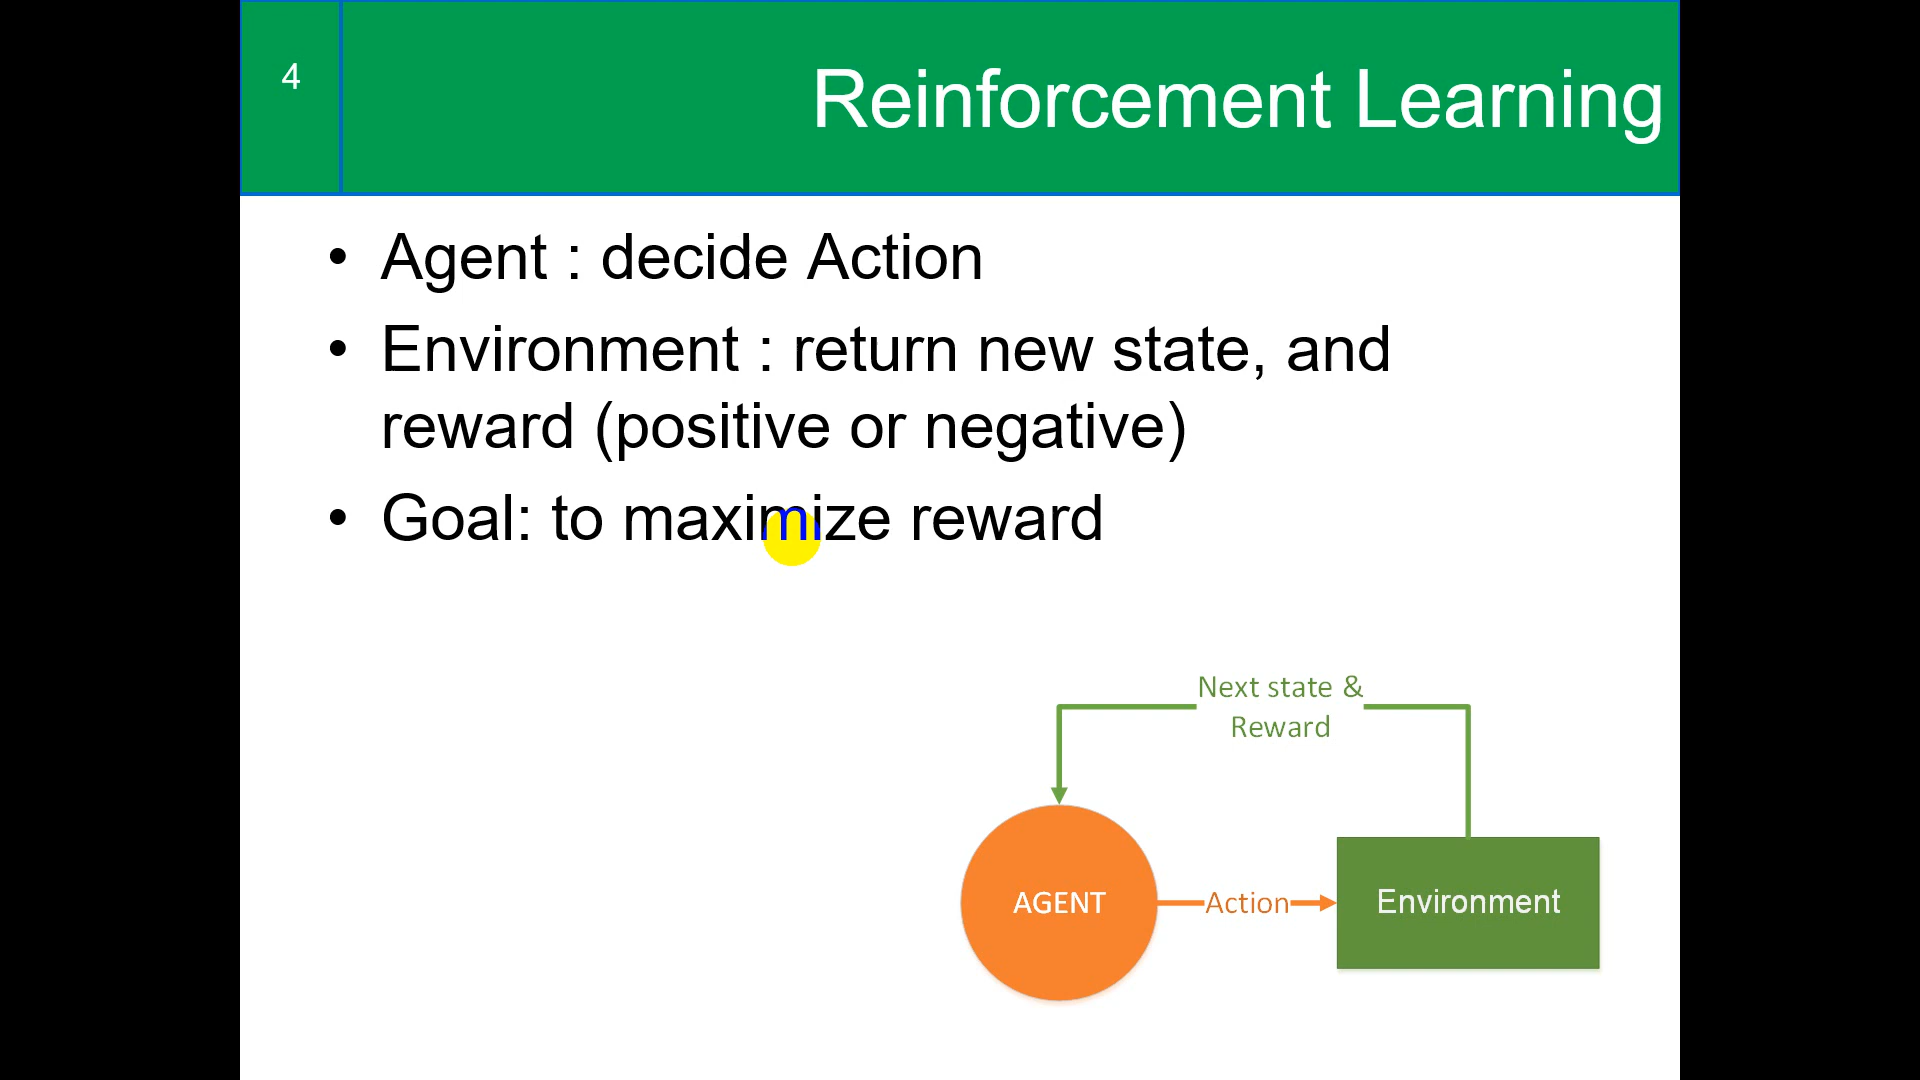 4
Reinforcement Learning
• Agent : decide Action
• Environment : return new state, and
reward (positive or negative)
• Goal: to maximize reward
Next state &
Reward
AGENT
Action
Environment